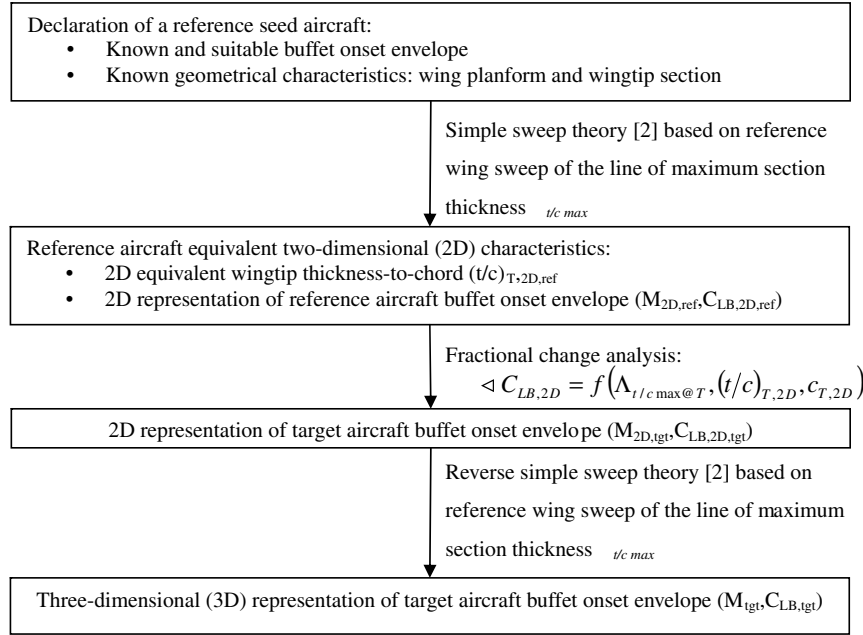 Declaration of a reference seed aircraft:
• Known and suitable buffet onset envelope
• Known geometrical characteristics: wing planform and wingtip section
Simple sweep theory [2] based on reference
wing sweep of the line of maximum section
thickness t/c max
Reference aircraft equivalent two-dimensional (2D) characteristics:
• 2D equivalent wingtip thickness-to-chord (t/c)T,2D,ref
• 2D representation of reference aircraft buffet onset envelope (M2D,ref,CLB,2D,ref)
Fractional change analysis:
◁ CLB,2D = f(Λt/c max@T, (t/c)T,2D, cT,2D)
2D representation of target aircraft buffet onset envelope (M2D,tgt,CLB,2D,tgt)
Reverse simple sweep theory [2] based on
reference wing sweep of the line of maximum
section thickness t/c max
Three-dimensional (3D) representation of target aircraft buffet onset envelope (Mtgt,CLB,tgt)